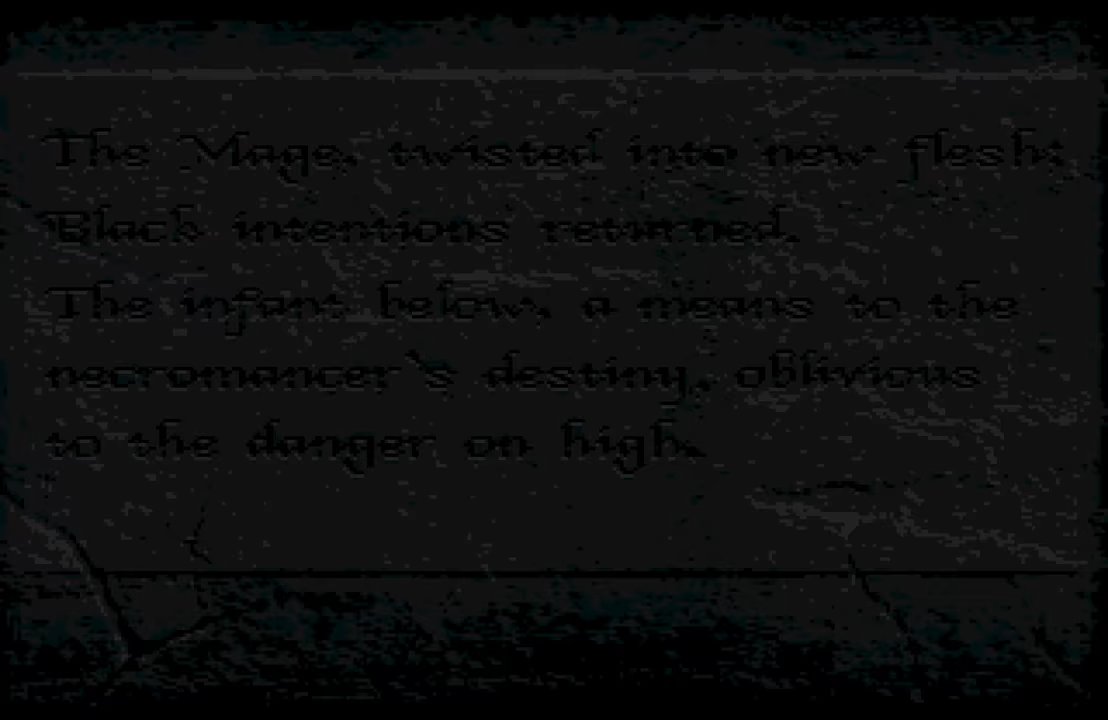 The Mage, twisted into new flesh;
Black intentions returned.
The infant below, a means to the
necromancer's destiny, oblivious
to the danger on high.